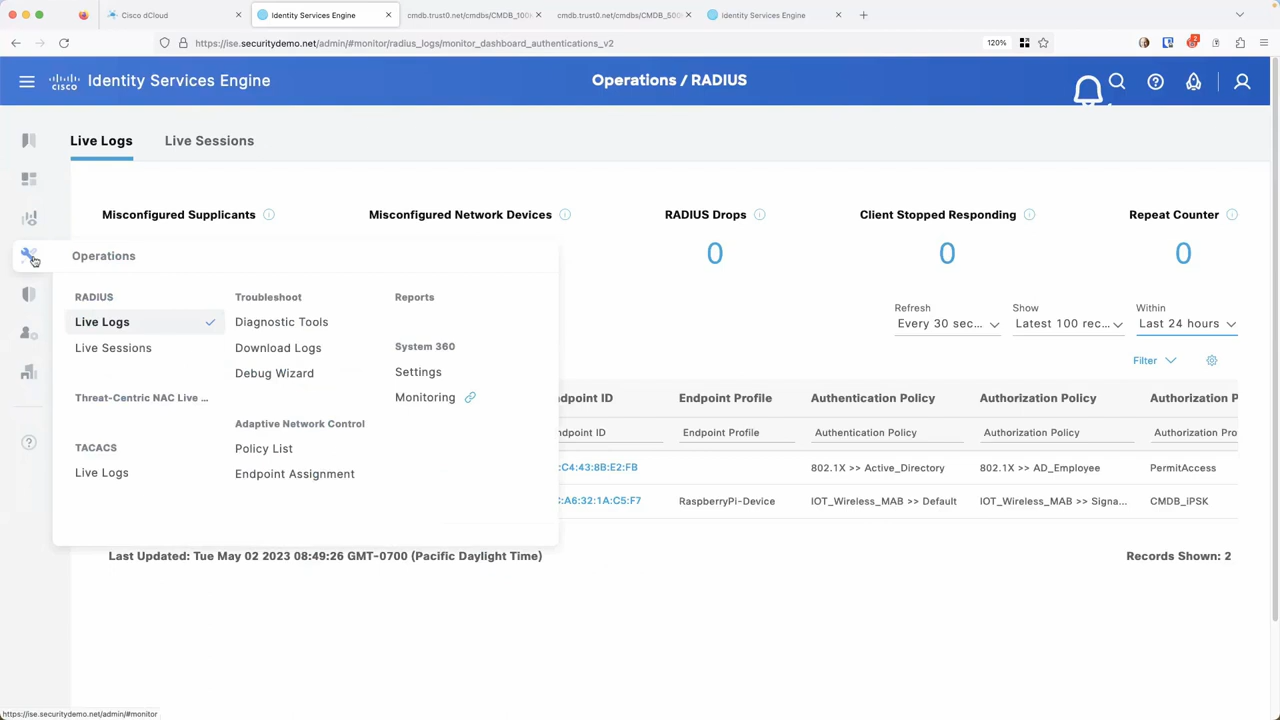 Cisco dCloud
Identity Services Engine
cmdb.trust0.net/cmdbs/CMDB_100
cmdb.trust0.net/cmdbs/CMDB_500
Identity Services Engine
https://ise.securitydemo.net/admin/#monitor/radius_logs/monitor_dashboard_authentications_v2
120%
2
cisco
Identity Services Engine
Operations / RADIUS
Live Logs
Live Sessions
Misconfigured Supplicants
Misconfigured Network Devices
RADIUS Drops
Client Stopped Responding
Repeat Counter
0
0
0
Operations
RADIUS
Live Logs
Live Sessions
Threat-Centric NAC Live ...
TACACS
Live Logs
Troubleshoot
Diagnostic Tools
Download Logs
Debug Wizard
Adaptive Network Control
Policy List
Endpoint Assignment
Reports
System 360
Settings
Monitoring
Refresh
Every 30 sec...
Show
Latest 100 rec...
Within
Last 24 hours
Filter
dpoint ID
Endpoint Profile
Authentication Policy
Authorization Policy
Authorization P
dpoint ID
Endpoint Profile
Authentication Policy
Authorization Policy
Authorization Pro
:C4:43:8B:E2:FB
802.1X >> Active_Directory
802.1X >> AD_Employee
PermitAccess
:A6:32:1A:C5:F7
RaspberryPi-Device
IOT_Wireless_MAB >> Default
IOT_Wireless_MAB >> Signa...
CMDB_iPSK
Last Updated: Tue May 02 2023 08:49:26 GMT-0700 (Pacific Daylight Time)
Records Shown: 2
https://ise.securitydemo.net/admin/#monitor